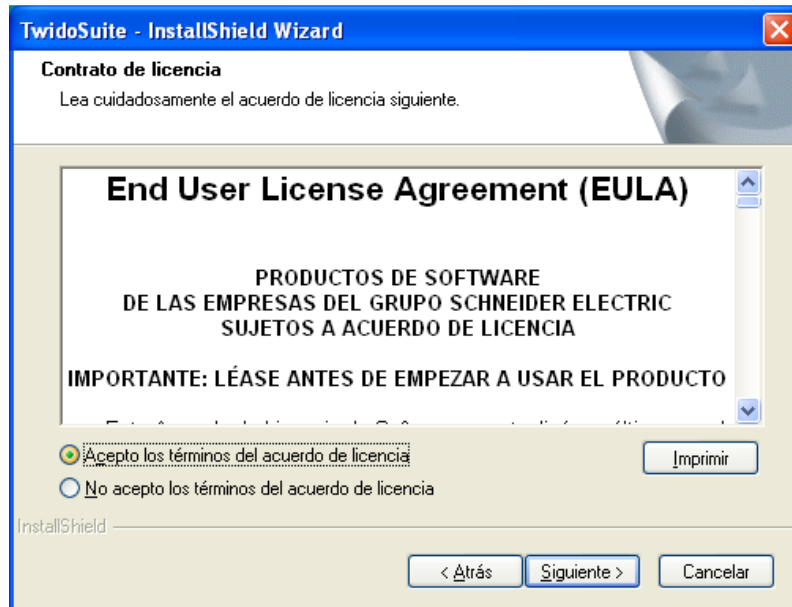 TwidoSuite - InstallShield Wizard
Contrato de licencia
Lea cuidadosamente el acuerdo de licencia siguiente.
End User License Agreement (EULA)
PRODUCTOS DE SOFTWARE
DE LAS EMPRESAS DEL GRUPO SCHNEIDER ELECTRIC
SUJETOS A ACUERDO DE LICENCIA
IMPORTANTE: LÉASE ANTES DE EMPEZAR A USAR EL PRODUCTO
Acepto los términos del acuerdo de licencia
Imprimir
No acepto los términos del acuerdo de licencia
InstallShield
< Atrás
Siguiente >
Cancelar